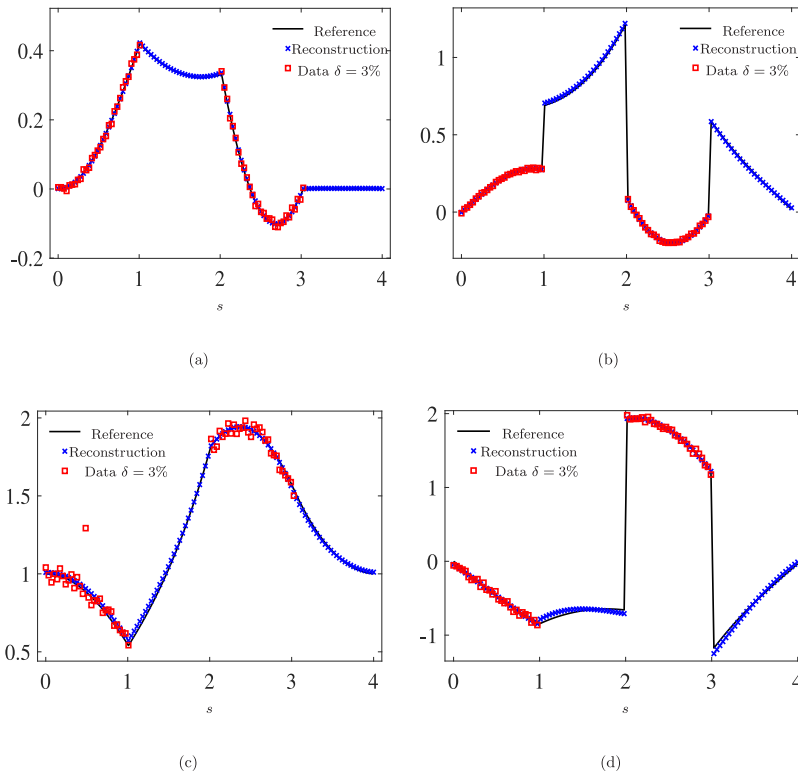 Reference
Reconstruction
Data δ = 3%
0.4
0.2
0
-0.2
0 1 2 3 4
s
(a)
Reference
Reconstruction
Data δ = 3%
1
0.5
0
0 1 2 3 4
s
(b)
Reference
Reconstruction
Data δ = 3%
2
1.5
1
0.5
0 1 2 3 4
s
(c)
Reference
Reconstruction
Data δ = 3%
2
1
0
-1
0 1 2 3 4
s
(d)